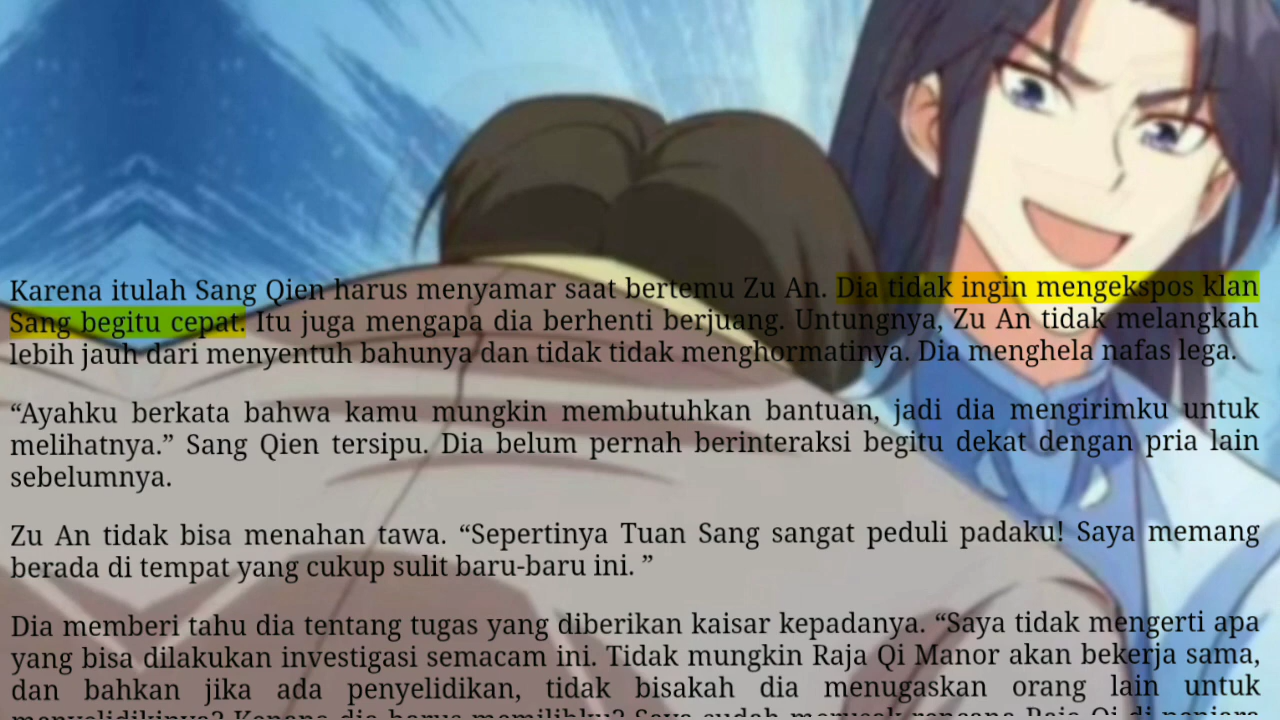 Karena itulah Sang Qien harus menyamar saat bertemu Zu An. Dia tidak ingin mengekspos klan
Sang begitu cepat. Itu juga mengapa dia berhenti berjuang. Untungnya, Zu An tidak melangkah
lebih jauh dari menyentuh bahunya dan tidak tidak menghormatinya. Dia menghela nafas lega.
“Ayahku berkata bahwa kamu mungkin membutuhkan bantuan, jadi dia mengirimku untuk
melihatnya.” Sang Qien tersipu. Dia belum pernah berinteraksi begitu dekat dengan pria lain
sebelumnya.
Zu An tidak bisa menahan tawa. “Sepertinya Tuan Sang sangat peduli padaku! Saya memang
berada di tempat yang cukup sulit baru-baru ini. ”
Dia memberi tahu dia tentang tugas yang diberikan kaisar kepadanya. “Saya tidak mengerti apa
yang bisa dilakukan investigasi semacam ini. Tidak mungkin Raja Qi Manor akan bekerja sama,
dan bahkan jika ada penyelidikan, tidak bisakah dia menugaskan orang lain untuk